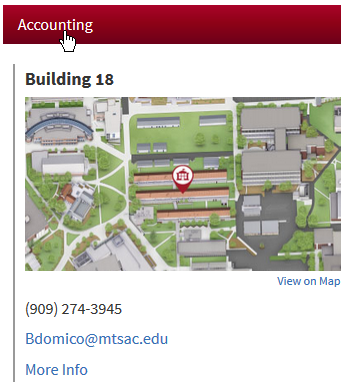 Accounting
Building 18
View on Map
(909) 274-3945
Bdomico@mtsac.edu
More Info